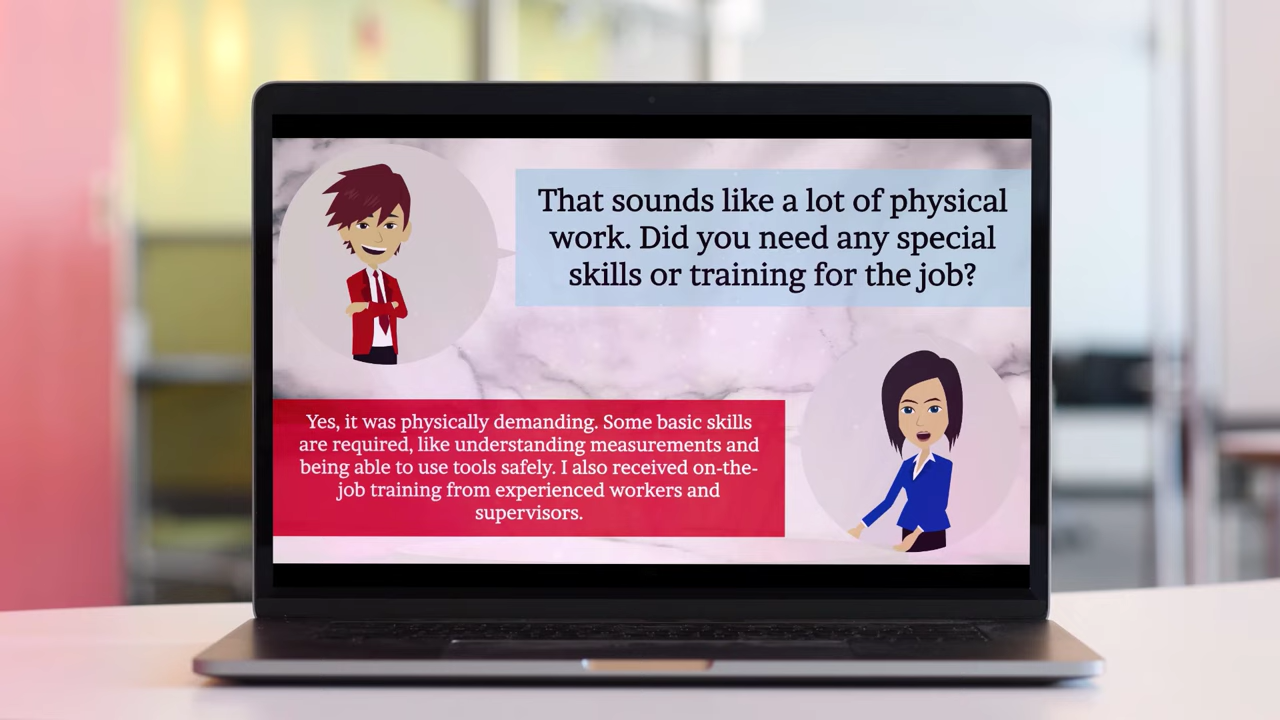 That sounds like a lot of physical
work. Did you need any special
skills or training for the job?
Yes, it was physically demanding. Some basic skills
are required, like understanding measurements and
being able to use tools safely. I also received on-the-
job training from experienced workers and
supervisors.